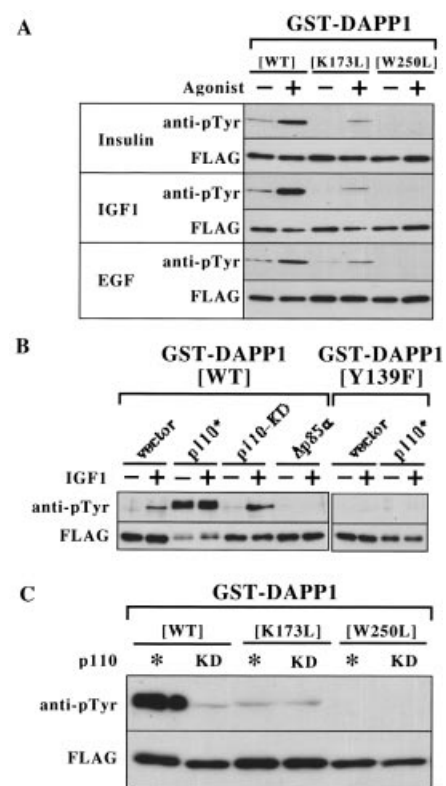 A
GST-DAPP1
[WT] [K173L] [W250L]
Agonist − + − + − +
Insulin
anti-pTyr
FLAG
IGF1
anti-pTyr
FLAG
EGF
anti-pTyr
FLAG
B
GST-DAPP1 [WT]
GST-DAPP1 [Y139F]
vector p110* p110-KD Δp85α vector p110*
IGF1 − + − + − + − + − + − +
anti-pTyr
FLAG
C
GST-DAPP1
[WT] [K173L] [W250L]
p110 * KD * KD * KD
anti-pTyr
FLAG